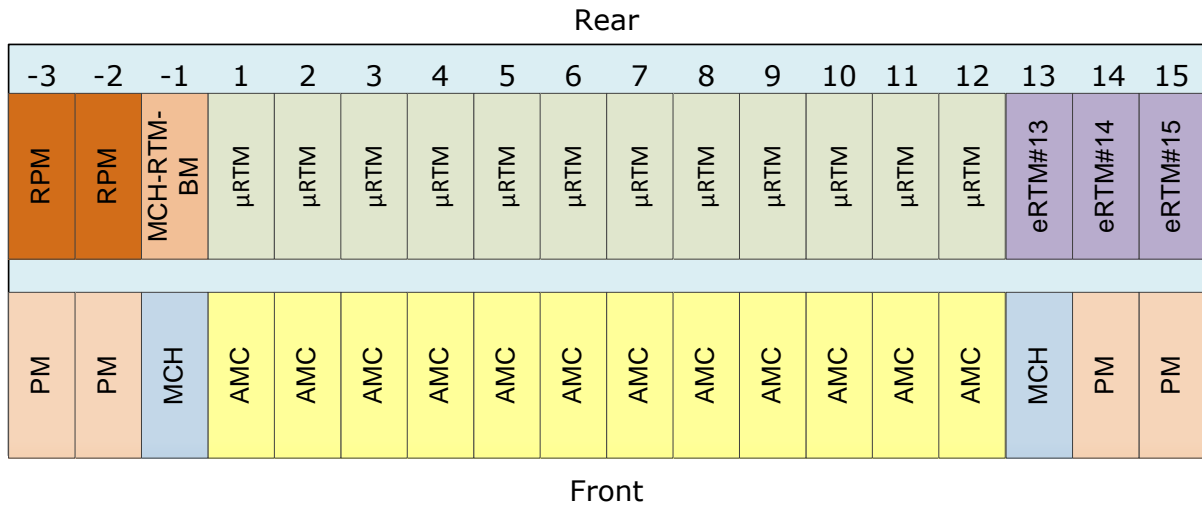 Rear
-3 -2 -1 1 2 3 4 5 6 7 8 9 10 11 12 13 14 15
RPM RPM MCH-RTM- µRTM µRTM µRTM µRTM µRTM µRTM µRTM µRTM µRTM µRTM µRTM µRTM eRTM#13 eRTM#14 eRTM#15
BM
PM PM MCH AMC AMC AMC AMC AMC AMC AMC AMC AMC AMC AMC AMC MCH PM PM
Front